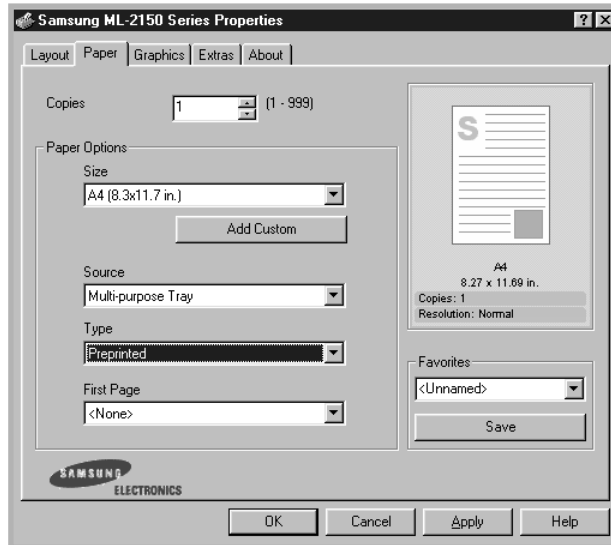 Samsung ML-2150 Series Properties
Layout Paper Graphics Extras About
Copies 1 (1 - 999)
Paper Options
Size
A4 (8.3x11.7 in.)
Add Custom
Source
Multi-purpose Tray
Type
Preprinted
First Page
<None>
S
A4
8.27 x 11.69 in.
Copies: 1
Resolution: Normal
Favorites
<Unnamed>
Save
SAMSUNG
ELECTRONICS
OK Cancel Apply Help